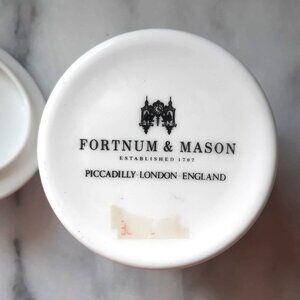 FORTNUM & MASON
ESTABLISHED 1707
PICCADILLY·LONDON·ENGLAND